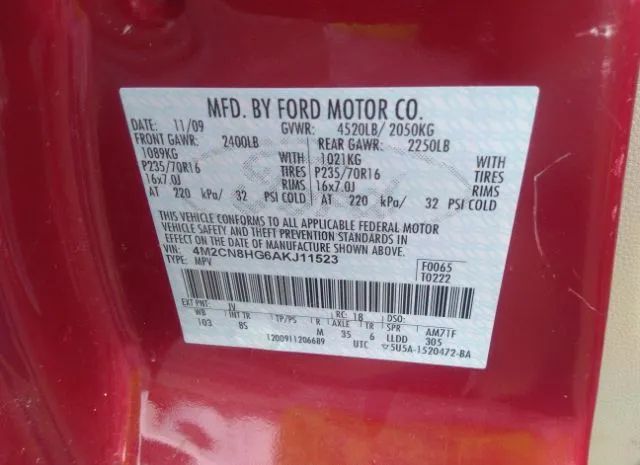 MFD. BY FORD MOTOR CO.
DATE: 11/09 GVWR: 4520LB/ 2050KG
FRONT GAWR: 2400LB REAR GAWR: 2250LB
1089KG WITH 1021KG WITH
P235/70R16 TIRES P235/70R16 TIRES
16x7.0J RIMS 16x7.0J RIMS
AT 220 kPa/ 32 PSI COLD AT 220 kPa/ 32 PSI COLD
THIS VEHICLE CONFORMS TO ALL APPLICABLE FEDERAL MOTOR
VEHICLE SAFETY AND THEFT PREVENTION STANDARDS IN
EFFECT ON THE DATE OF MANUFACTURE SHOWN ABOVE.
VIN: 4M2CN8HG6AKJ11523 F0065
TYPE: MPV T0222
EXT PNT: JV RC: 18 DSO:
WB BS TP/PS R AXLE TR SPR AM7TF
103 BS M 35 6 LLDD 305
1200911206689 UTC 5U5A-1520472-BA
Ford